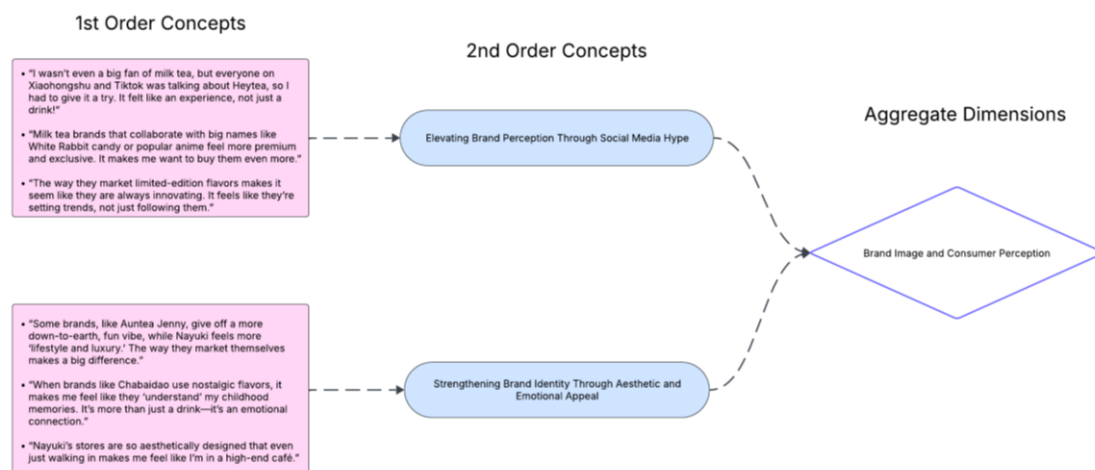 1st Order Concepts
2nd Order Concepts
Aggregate Dimensions
• “I wasn’t even a big fan of milk tea, but everyone on
Xiaohongshu and Tiktok was talking about Heytea, so I
had to give it a try. It felt like an experience, not just a
drink!”
• “Milk tea brands that collaborate with big names like
White Rabbit candy or popular anime feel more premium
and exclusive. It makes me want to buy them even more.”
• “The way they market limited-edition flavors makes it
seem like they are always innovating. It feels like they’re
setting trends, not just following them.”
Elevating Brand Perception Through Social Media Hype
Brand Image and Consumer Perception
• “Some brands, like Auntea Jenny, give off a more
down-to-earth, fun vibe, while Nayuki feels more
‘lifestyle and luxury.’ The way they market themselves
makes a big difference.”
• “When brands like Chabaidao use nostalgic flavors, it
makes me feel like they ‘understand’ my childhood
memories. It’s more than just a drink—it’s an emotional
connection.”
• “Nayuki’s stores are so aesthetically designed that even
just walking in makes me feel like I’m in a high-end café.”
Strengthening Brand Identity Through Aesthetic and
Emotional Appeal